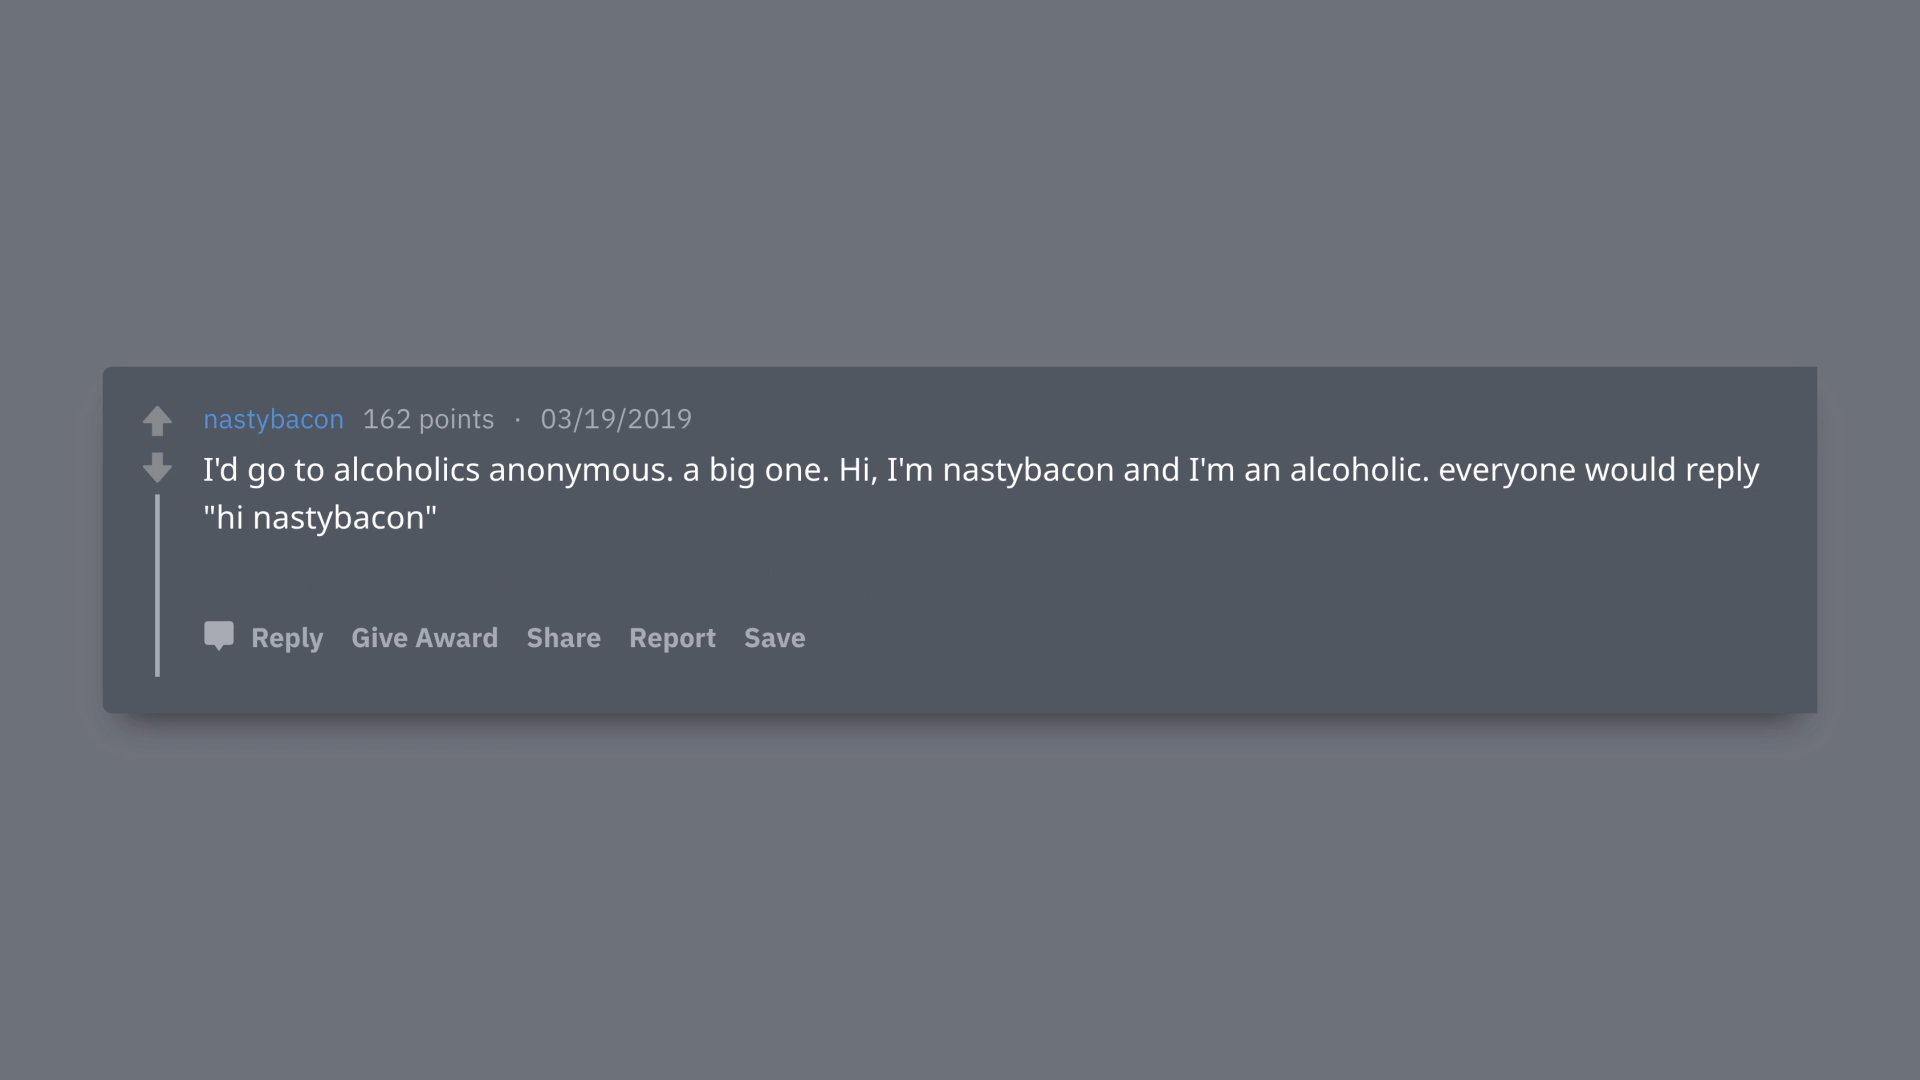 nastybacon 162 points · 03/19/2019
I'd go to alcoholics anonymous. a big one. Hi, I'm nastybacon and I'm an alcoholic. everyone would reply
"hi nastybacon"
Reply Give Award Share Report Save